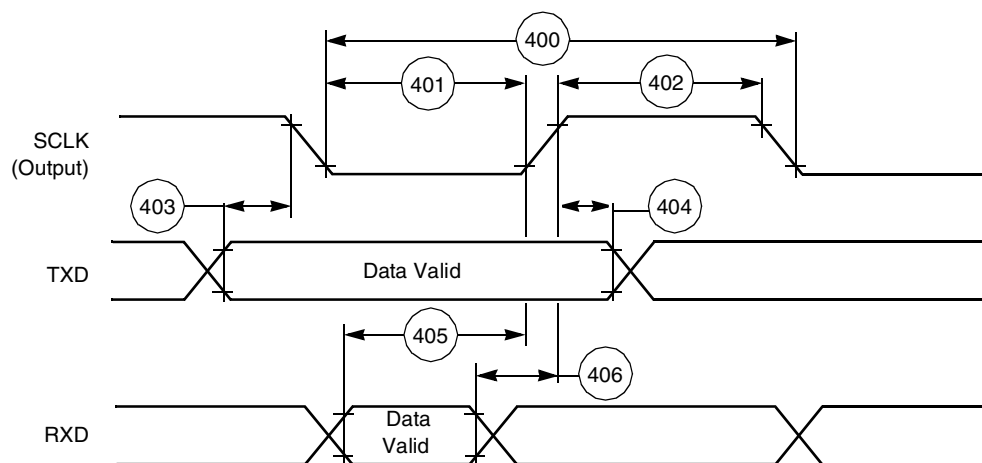 400
401
402
SCLK
(Output)
403
404
TXD
Data Valid
405
406
RXD
Data
Valid